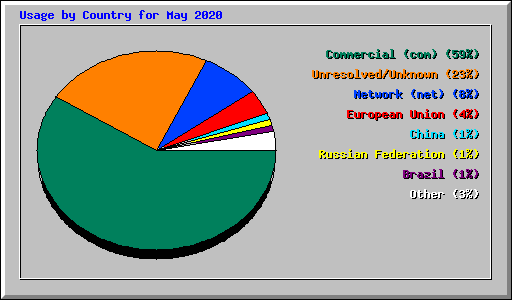 Usage by Country for May 2020
Commercial (com) (59%)
Unresolved/Unknown (23%)
Network (net) (8%)
European Union (4%)
China (1%)
Russian Federation (1%)
Brazil (1%)
Other (3%)